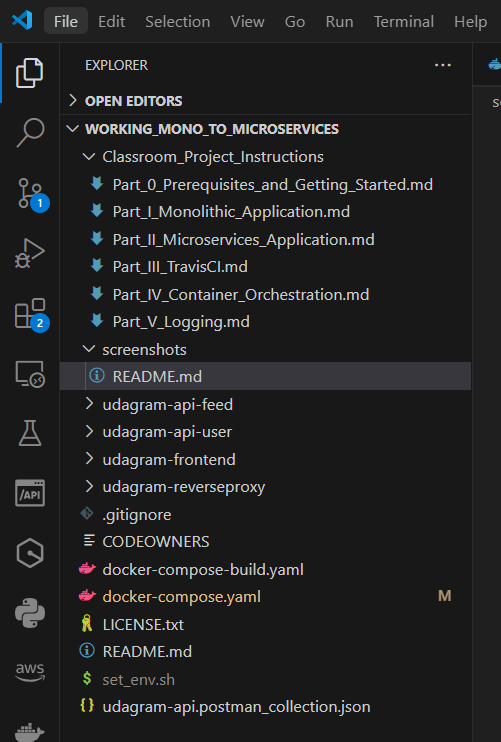 File Edit Selection View Go Run Terminal Help
EXPLORER ...
OPEN EDITORS
WORKING_MONO_TO_MICROSERVICES
Classroom_Project_Instructions
Part_0_Prerequisites_and_Getting_Started.md
Part_I_Monolithic_Application.md
Part_II_Microservices_Application.md
Part_III_TravisCI.md
Part_IV_Container_Orchestration.md
Part_V_Logging.md
screenshots
README.md
udagram-api-feed
udagram-api-user
udagram-frontend
udagram-reverseproxy
.gitignore
CODEOWNERS
docker-compose-build.yaml
docker-compose.yaml M
LICENSE.txt
README.md
$ set_env.sh
{} udagram-api.postman_collection.json
1
2
/API
aws